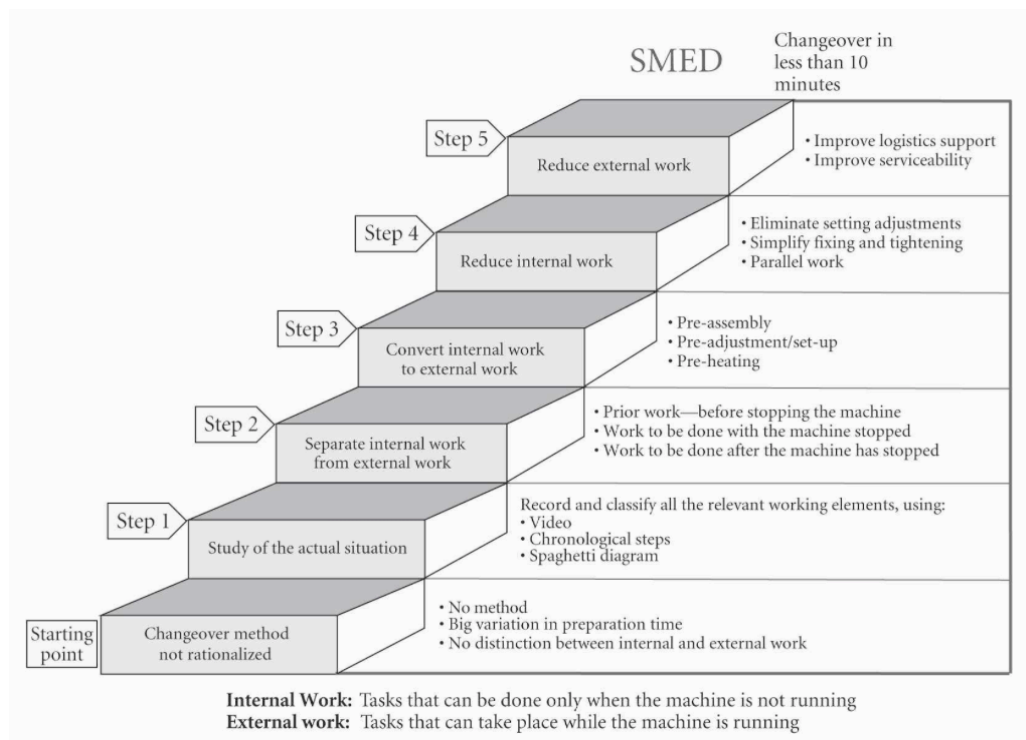 SMED
Changeover in
less than 10
minutes
Step 5
Reduce external work
• Improve logistics support
• Improve serviceability
Step 4
Reduce internal work
• Eliminate setting adjustments
• Simplify fixing and tightening
• Parallel work
Step 3
Convert internal work
to external work
• Pre-assembly
• Pre-adjustment/set-up
• Pre-heating
Step 2
Separate internal work
from external work
• Prior work—before stopping the machine
• Work to be done with the machine stopped
• Work to be done after the machine has stopped
Step 1
Study of the actual situation
Record and classify all the relevant working elements, using:
• Video
• Chronological steps
• Spaghetti diagram
Starting
point
Changeover method
not rationalized
• No method
• Big variation in preparation time
• No distinction between internal and external work
Internal Work: Tasks that can be done only when the machine is not running
External work: Tasks that can take place while the machine is running